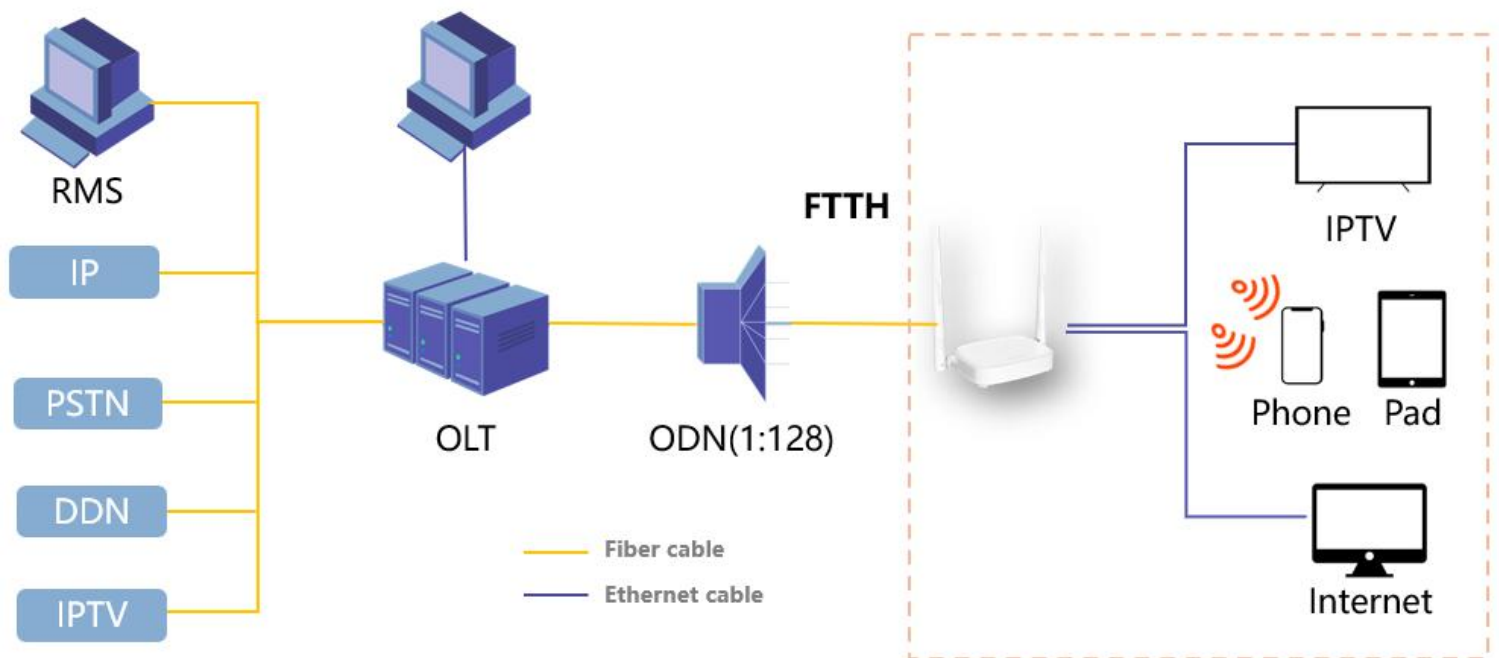 RMS
IP
PSTN
DDN
IPTV
OLT
ODN(1:128)
FTTH
Fiber cable
Ethernet cable
IPTV
Phone Pad
Internet